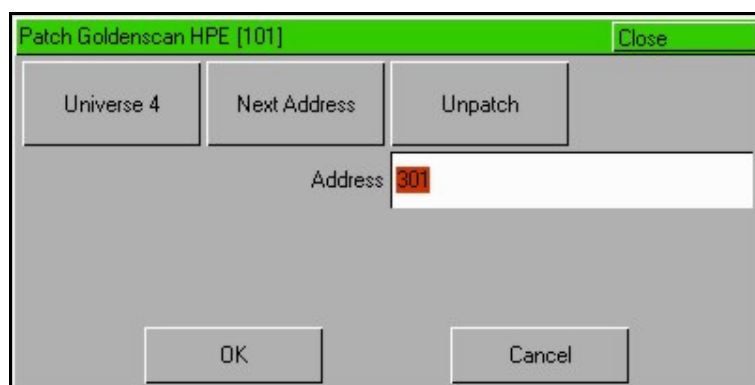 Patch Goldenscan HPE [101] Close
Universe 4 Next Address Unpatch
Address 301
OK Cancel